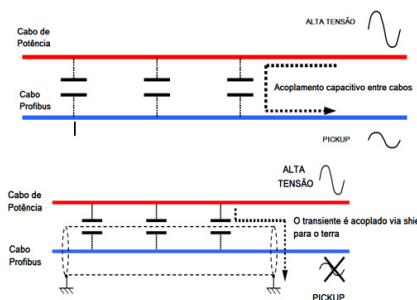 ALTA TENSÃO
Cabo de
Potência
Acoplamento capacitivo entre cabos
Cabo
Profibus
PICKUP
ALTA
TENSÃO
Cabo de
Potência
O transiente é acoplado via shie
para o terra
Cabo
Profibus
PICKUP